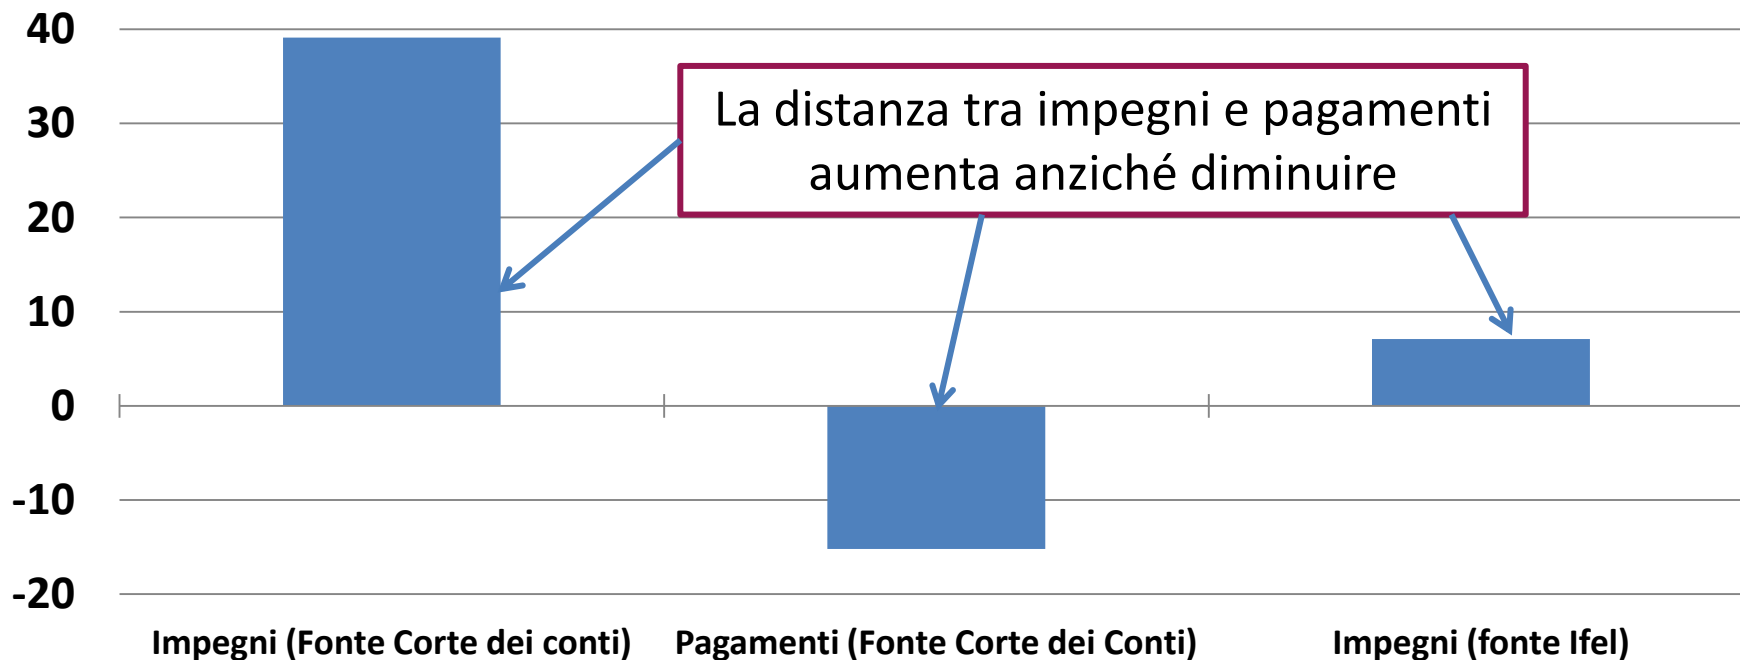 40
30
20
10
0
-10
-20
La distanza tra impegni e pagamenti
aumenta anziché diminuire
Impegni (Fonte Corte dei conti)
Pagamenti (Fonte Corte dei Conti)
Impegni (fonte Ifel)